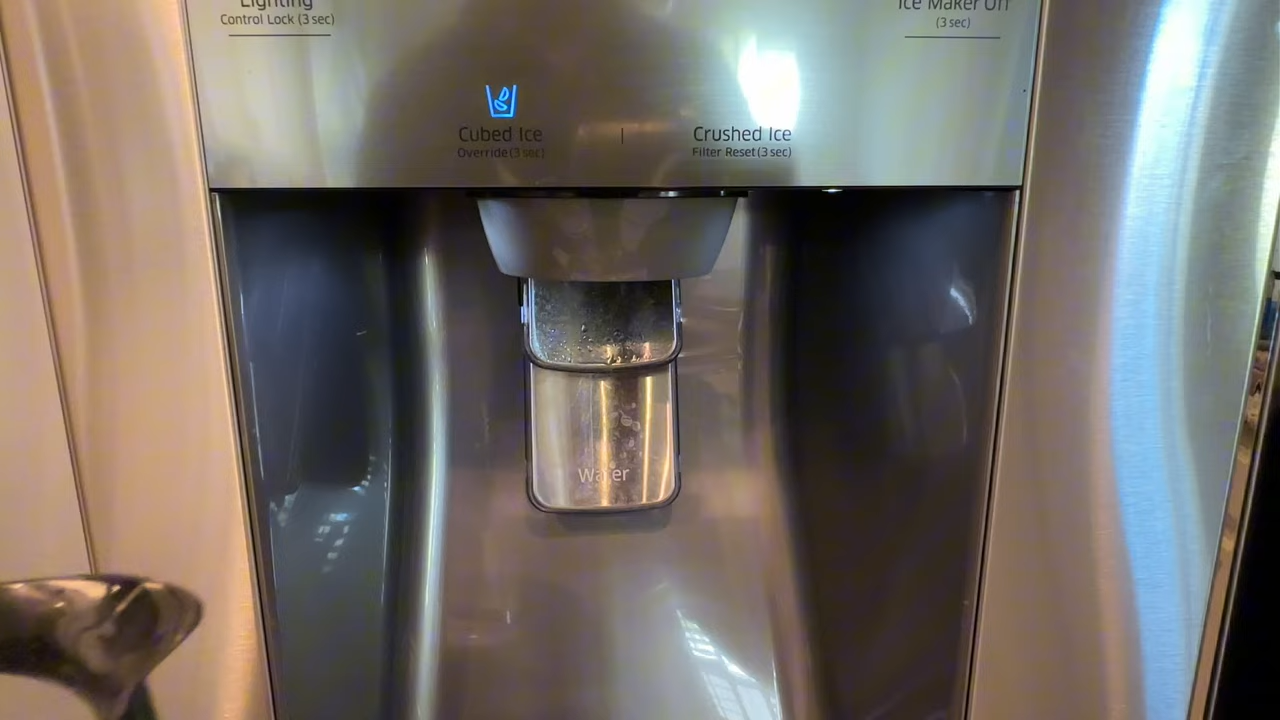 Lighting
Control Lock (3 sec)
Ice Maker Off
(3 sec)
Cubed Ice
Override (3 sec)
Crushed Ice
Filter Reset (3 sec)
Water